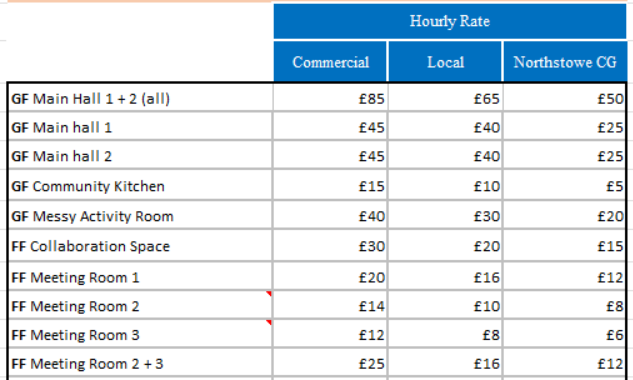 Hourly Rate
Commercial Local Northstowe CG
GF Main Hall 1 + 2 (all) £85 £65 £50
GF Main hall 1 £45 £40 £25
GF Main hall 2 £45 £40 £25
GF Community Kitchen £15 £10 £5
GF Messy Activity Room £40 £30 £20
FF Collaboration Space £30 £20 £15
FF Meeting Room 1 £20 £16 £12
FF Meeting Room 2 £14 £10 £8
FF Meeting Room 3 £12 £8 £6
FF Meeting Room 2 + 3 £25 £16 £12